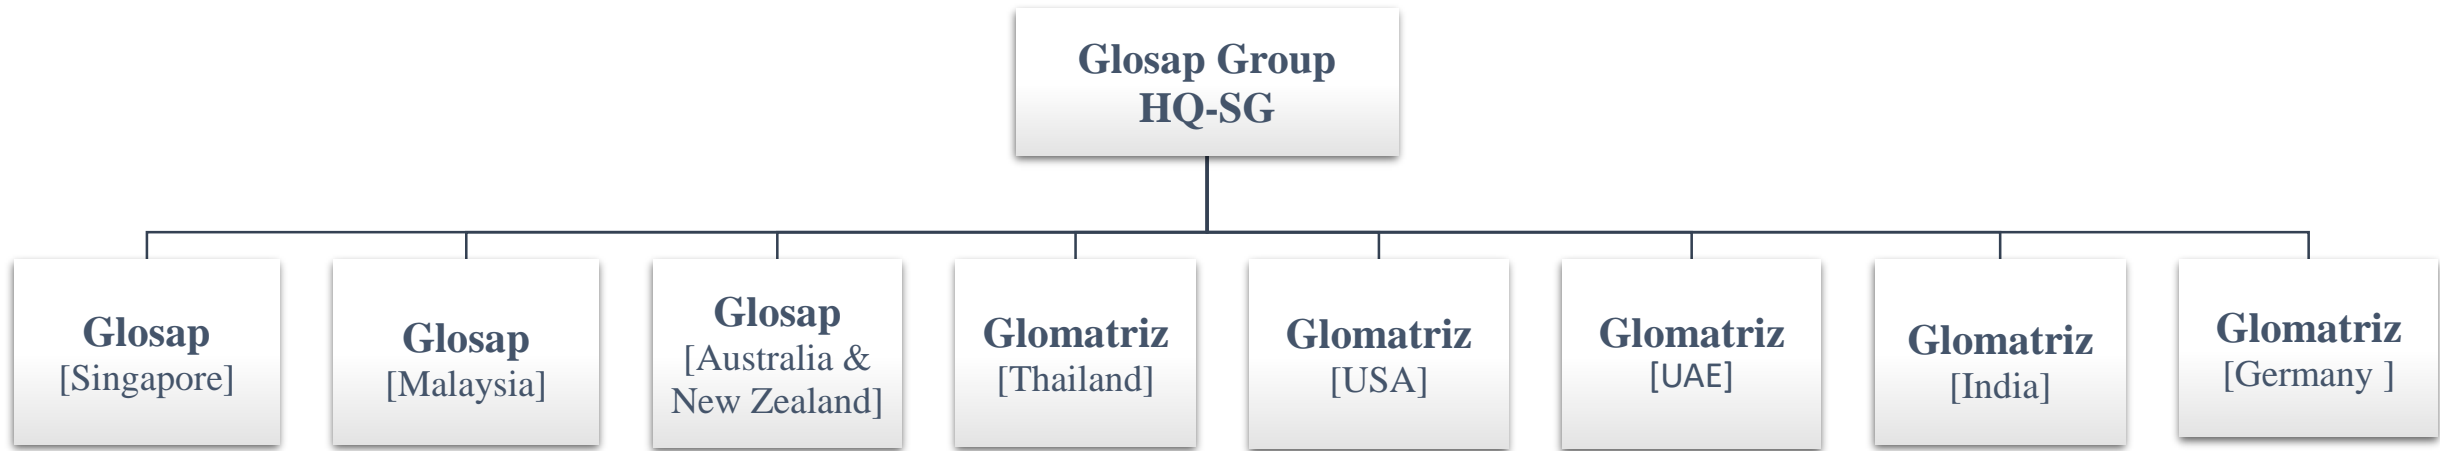 Glosap Group
HQ-SG
Glosap
[Singapore]
Glosap
[Malaysia]
Glosap
[Australia &
New Zealand]
Glomatriz
[Thailand]
Glomatriz
[USA]
Glomatriz
[UAE]
Glomatriz
[India]
Glomatriz
[Germany ]